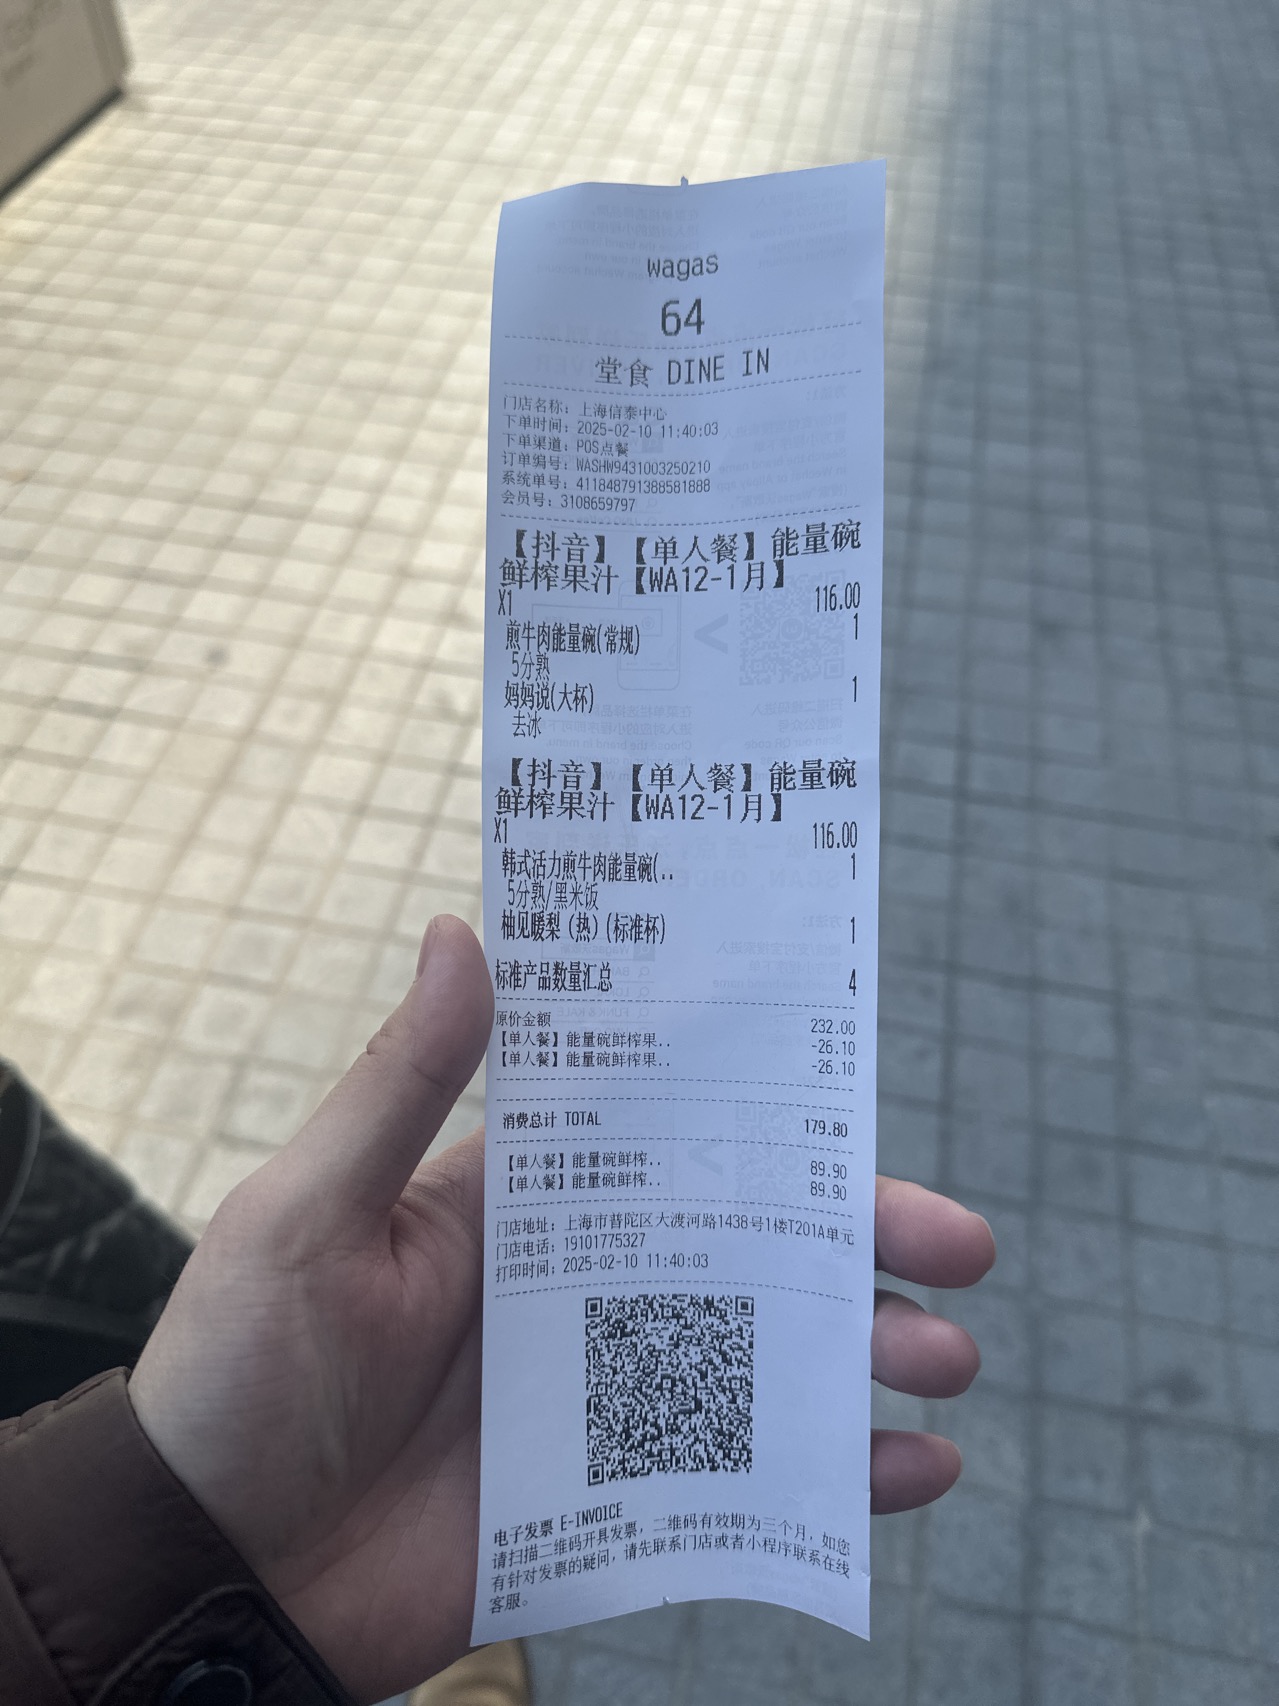 wagas
64
堂食 DINE IN
门店名称: 上海信泰中心
下单时间: 2025-02-10 11:40:03
下单渠道: POS点餐
订单编号: WASHW9431003250210
系统单号: 411848791388581888
会员号: 3108659797
【抖音】【单人餐】能量碗
鲜榨果汁【WA12-1月】
X1 116.00
煎牛肉能量碗(常规) 1
5分熟
妈妈说(大杯) 1
去冰
【抖音】【单人餐】能量碗
鲜榨果汁【WA12-1月】
X1 116.00
韩式活力煎牛肉能量碗(.. 1
5分熟/黑米饭
柚见暖梨（热）(标准杯) 1
标准产品数量汇总 4
原价金额 232.00
【单人餐】能量碗鲜榨果.. -26.10
【单人餐】能量碗鲜榨果.. -26.10
消费总计 TOTAL 179.80
【单人餐】能量碗鲜榨.. 89.90
【单人餐】能量碗鲜榨.. 89.90
门店地址: 上海市普陀区大渡河路1438号1楼T201A单元
门店电话: 19101775327
打印时间: 2025-02-10 11:40:03
电子发票 E-INVOICE
请扫描二维码开具发票，二维码有效期为三个月，如您
有针对发票的疑问，请先联系门店或者小程序联系在线
客服。